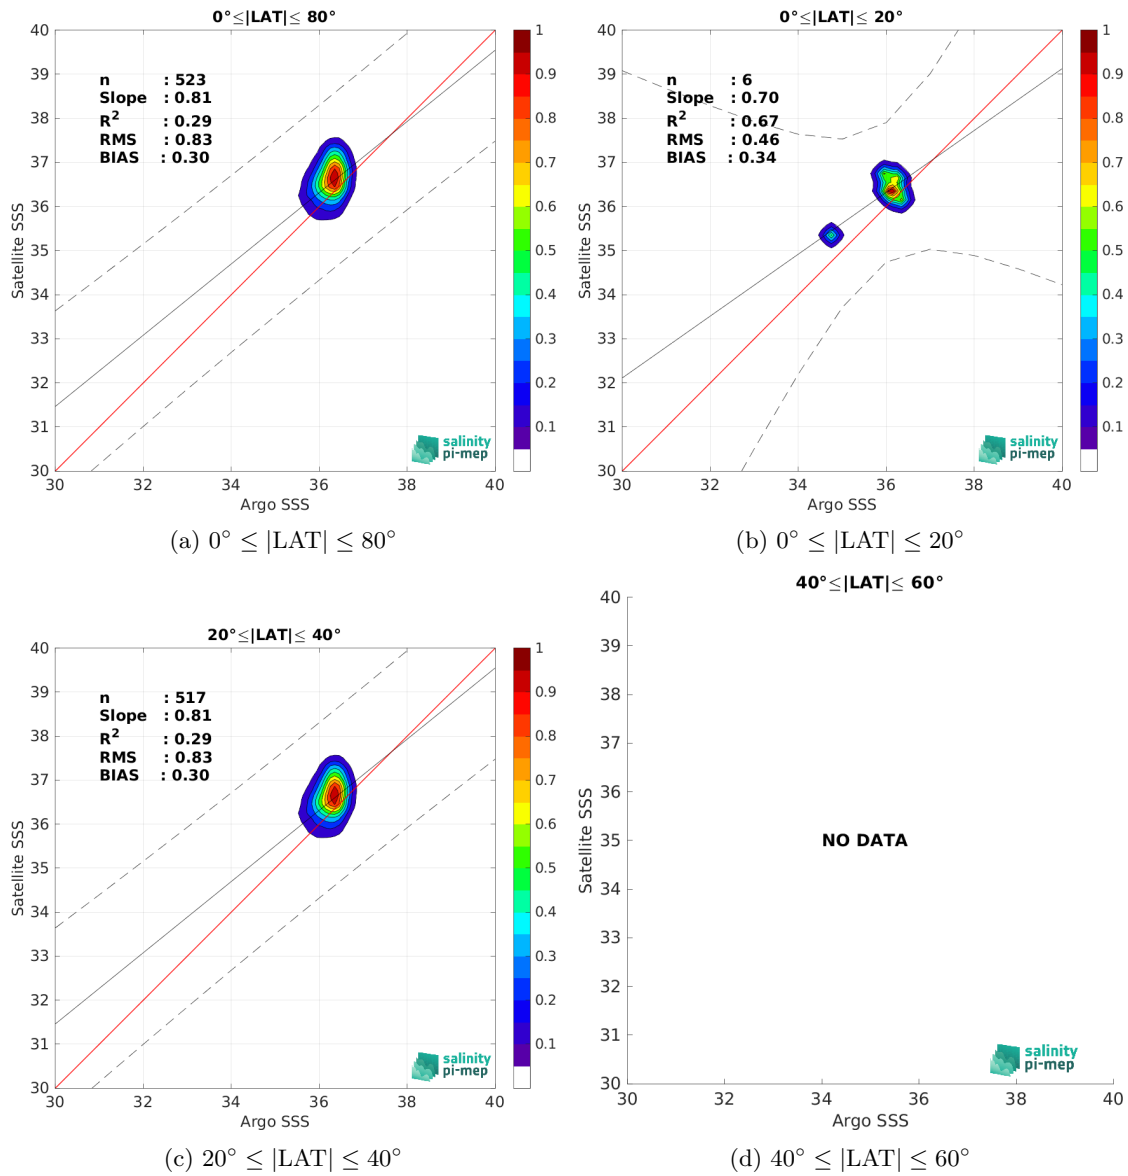 0°≤|LAT|≤ 80°
40
39
38
37
36
35
34
33
32
31
30
30
32
34
36
38
40
Satellite SSS
Argo SSS
n : 523
Slope : 0.81
R² : 0.29
RMS : 0.83
BIAS : 0.30
1
0.9
0.8
0.7
0.6
0.5
0.4
0.3
0.2
0.1
salinity
pi-mep
(a) 0° ≤ |LAT| ≤ 80°
0°≤|LAT|≤ 20°
40
39
38
37
36
35
34
33
32
31
30
30
32
34
36
38
40
Satellite SSS
Argo SSS
n : 6
Slope : 0.70
R² : 0.67
RMS : 0.46
BIAS : 0.34
1
0.9
0.8
0.7
0.6
0.5
0.4
0.3
0.2
0.1
salinity
pi-mep
(b) 0° ≤ |LAT| ≤ 20°
20°≤|LAT|≤ 40°
40
39
38
37
36
35
34
33
32
31
30
30
32
34
36
38
40
Satellite SSS
Argo SSS
n : 517
Slope : 0.81
R² : 0.29
RMS : 0.83
BIAS : 0.30
1
0.9
0.8
0.7
0.6
0.5
0.4
0.3
0.2
0.1
salinity
pi-mep
(c) 20° ≤ |LAT| ≤ 40°
40°≤|LAT|≤ 60°
40
39
38
37
36
35
34
33
32
31
30
30
32
34
36
38
40
Satellite SSS
Argo SSS
NO DATA
salinity
pi-mep
(d) 40° ≤ |LAT| ≤ 60°